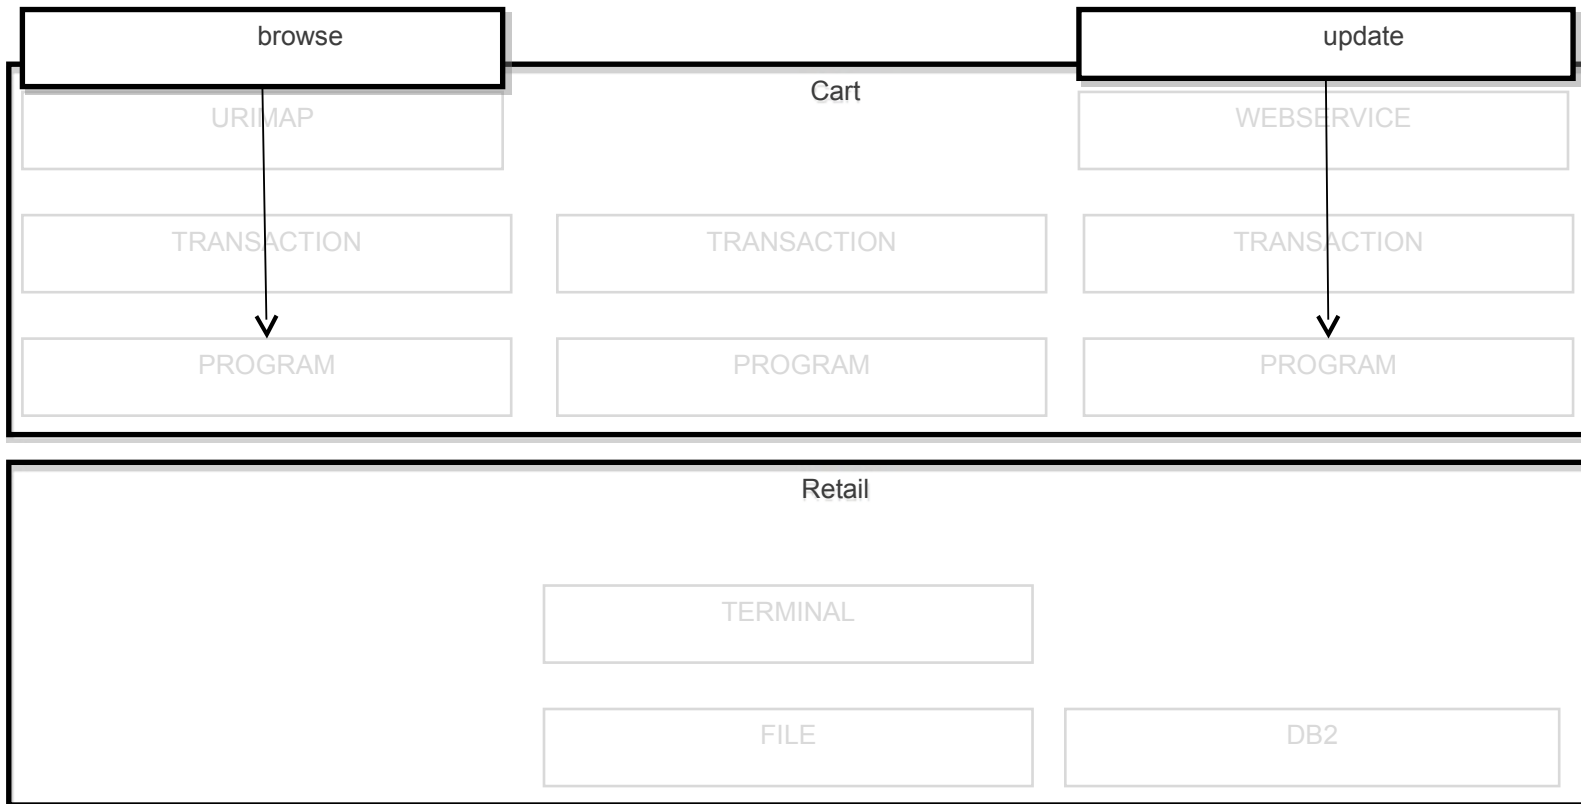 browse
update
Cart
URIMAP
WEBSERVICE
TRANSACTION
TRANSACTION
TRANSACTION
PROGRAM
PROGRAM
PROGRAM
Retail
TERMINAL
FILE
DB2